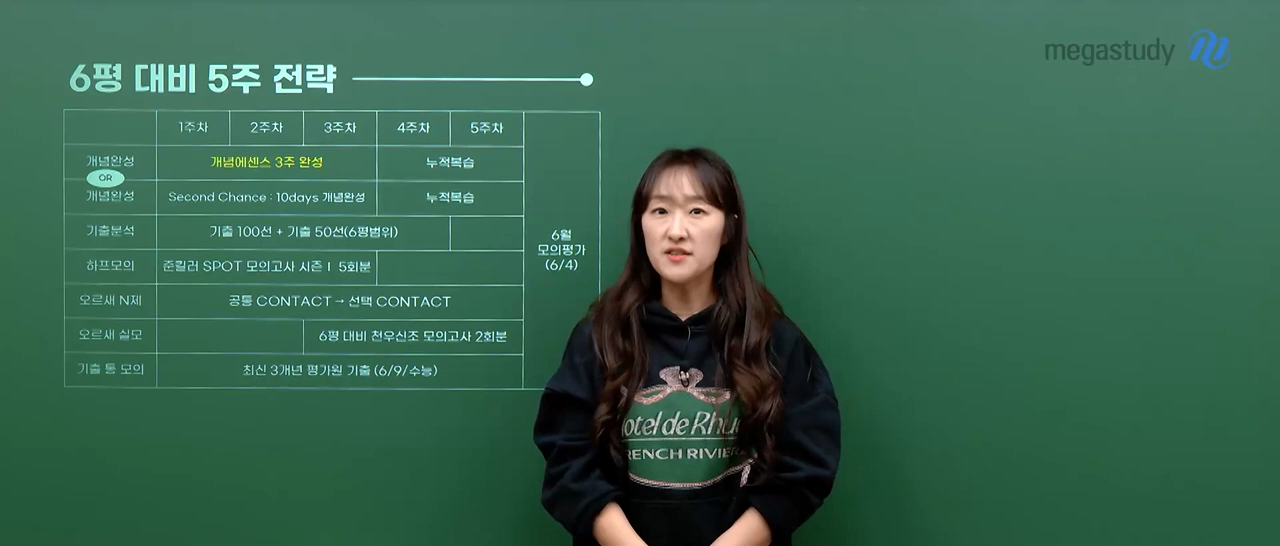 megastudy
6평 대비 5주 전략
1주차 2주차 3주차 4주차 5주차
개념완성 개념에센스 3주 완성 누적복습
OR
개념완성 Second Chance : 10days 개념완성 누적복습
기출분석 기출 100선 + 기출 50선(6평범위)
6월
모의평가
(6/4)
하프모의 준킬러 SPOT 모의고사 시즌 I 5회분
오르새 N제 공통 CONTACT → 선택 CONTACT
오르새 실모 6평 대비 천우신조 모의고사 2회분
기출 통 모의 최신 3개년 평가원 기출 (6/9/수능)
otel de Rh
RENCH RIVIER